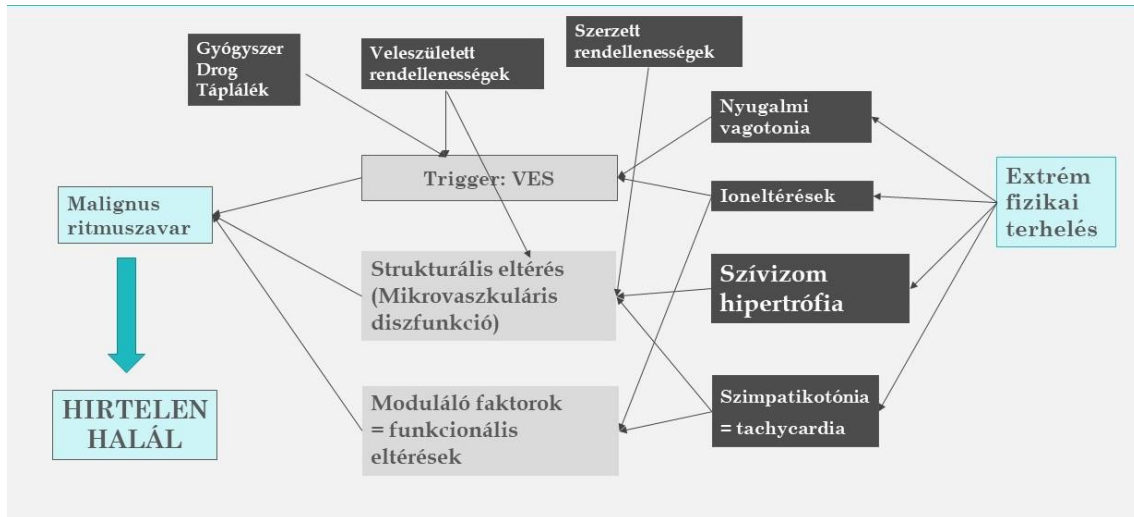 Gyógyszer
Drog
Táplálék
Veleszületett
rendellenességek
Szerzett
rendellenességek
Nyugalmi
vagotonia
Trigger: VES
Ioneltérések
Extrém
fizikai
terhelés
Malignus
ritmuszavar
Strukturális eltérés
(Mikrovaszkuláris
diszfunkció)
Szívizom
hipertrófia
HIRTELEN
HALÁL
Moduláló faktorok
= funkcionális
eltérések
Szimpatikotónia
= tachycardia